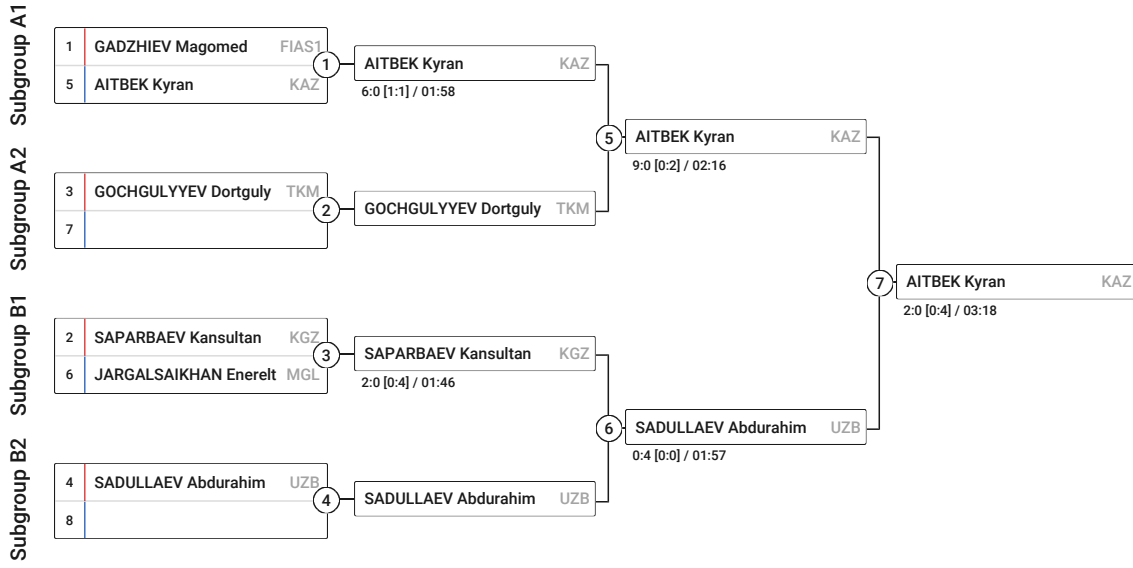 Subgroup A1
1 GADZHIEV Magomed FIAS1
5 AITBEK Kyran KAZ
1
AITBEK Kyran KAZ
6:0 [1:1] / 01:58
Subgroup A2
3 GOCHGULYYEV Dortguly TKM
7
2
GOCHGULYYEV Dortguly TKM
5
AITBEK Kyran KAZ
9:0 [0:2] / 02:16
Subgroup B1
2 SAPARBAEV Kansultan KGZ
6 JARGALSAIKHAN Enerelt MGL
3
SAPARBAEV Kansultan KGZ
2:0 [0:4] / 01:46
Subgroup B2
4 SADULLAEV Abdurahim UZB
8
4
SADULLAEV Abdurahim UZB
6
SADULLAEV Abdurahim UZB
0:4 [0:0] / 01:57
7
AITBEK Kyran KAZ
2:0 [0:4] / 03:18